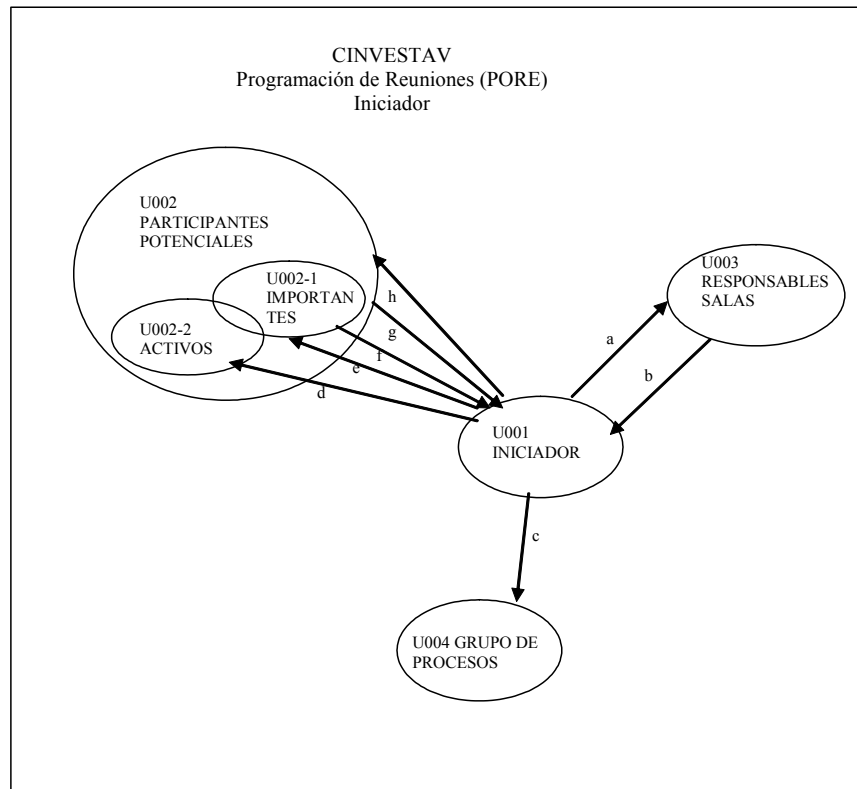 CINVESTAV
Programación de Reuniones (PORE)
Iniciador
U002
PARTICIPANTES
POTENCIALES
U002-1
IMPORTAN
TES
U002-2
ACTIVOS
U003
RESPONSABLES
SALAS
h
g
f
e
d
a
b
U001
INICIADOR
c
U004 GRUPO DE
PROCESOS